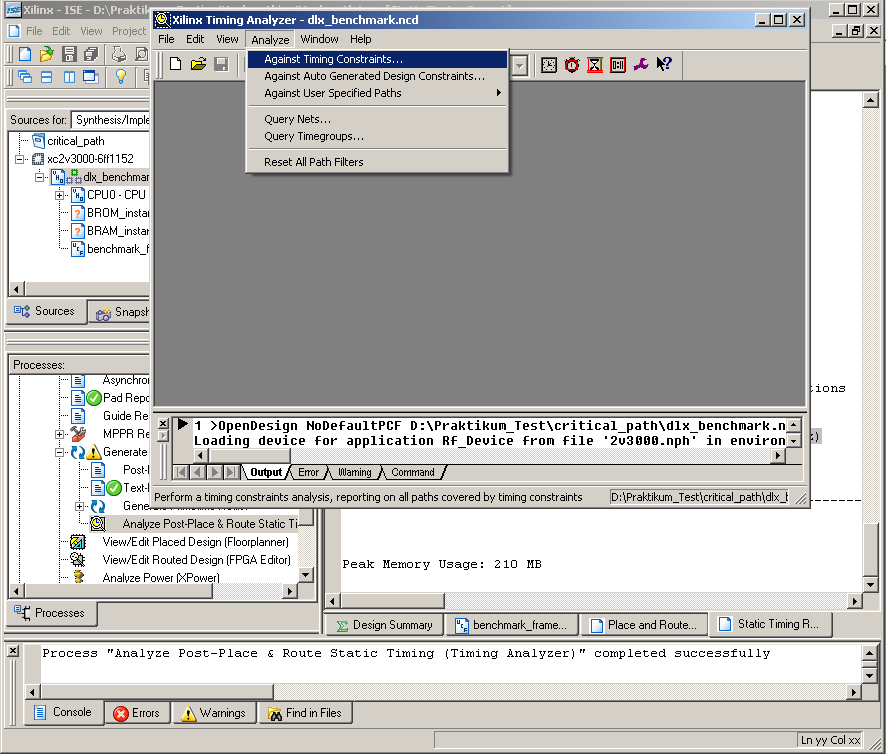 Xilinx - ISE - D:\Prakti
File Edit View Project
Sources for: Synthesis/Imple
critical_path
xc2v3000-6ff1152
dlx_benchmar
CPU0 - CPU
BROM_instan
BRAM_instan
benchmark_f
Sources
Snapsh
Processes:
Asynchron
Pad Repo
Guide Re
MPPR Re
Generate
Post-
Text-
Gene
Analyze Post-Place & Route Static Ti
View/Edit Placed Design (Floorplanner)
View/Edit Routed Design (FPGA Editor)
Analyze Power (XPower)
Processes
Xilinx Timing Analyzer - dlx_benchmark.ncd
File Edit View Analyze Window Help
Against Timing Constraints...
Against Auto Generated Design Constraints...
Against User Specified Paths
Query Nets...
Query Timegroups...
Reset All Path Filters
1 >OpenDesign NoDefaultPCF D:\Praktikum_Test\critical_path\dlx_benchmark.n
Loading device for application Rf_Device from file '2v3000.nph' in environ
Output Error Warning Command
Perform a timing constraints analysis, reporting on all paths covered by timing constraints
D:\Praktikum_Test\critical_path\dlx_b
tions
Peak Memory Usage: 210 MB
Design Summary
benchmark_frame...
Place and Route...
Static Timing R...
Process "Analyze Post-Place & Route Static Timing (Timing Analyzer)" completed successfully
Console
Errors
Warnings
Find in Files
Ln yy Col xx